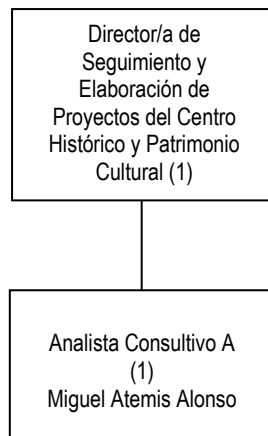 Director/a de
Seguimiento y
Elaboración de
Proyectos del Centro
Histórico y Patrimonio
Cultural (1)
Analista Consultivo A
(1)
Miguel Atemis Alonso